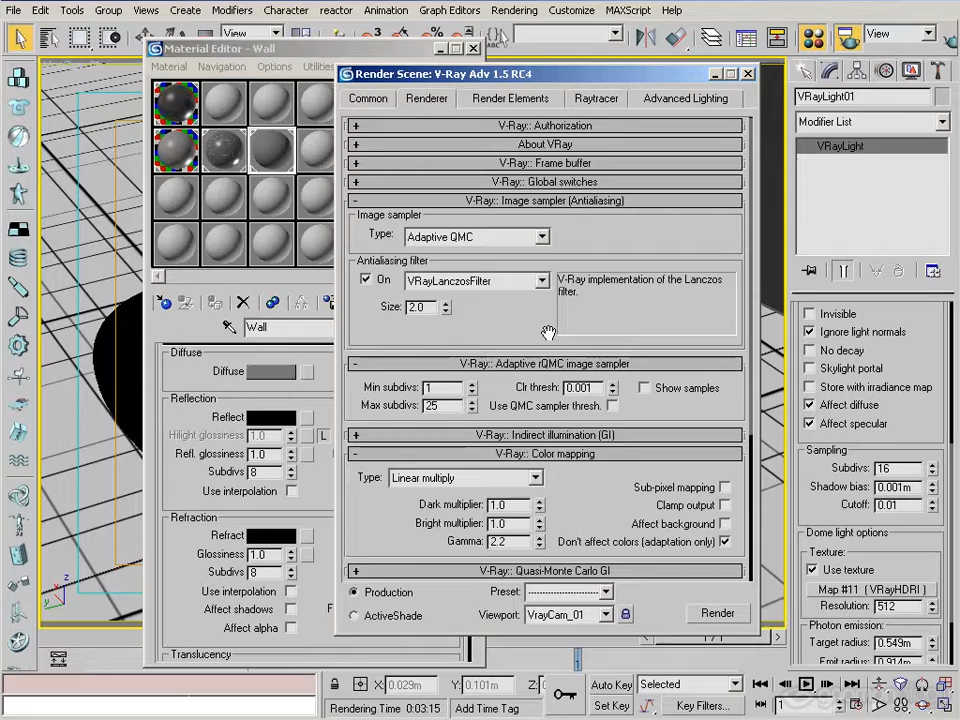 File Edit Tools Group Views Create Modifiers Character reactor Animation Graph Editors Rendering Customize MAXScript Help
View
View
Material Editor - Wall
Material Navigation Options Utilities
Render Scene: V-Ray Adv 1.5 RC4
Common Renderer Render Elements Raytracer Advanced Lighting
VRayLight01
Modifier List
VRayLight
V-Ray:: Authorization
About VRay
V-Ray:: Frame buffer
V-Ray:: Global switches
V-Ray:: Image sampler (Antialiasing)
Image sampler
Type: Adaptive QMC
Antialiasing filter
On VRayLanczosFilter
V-Ray implementation of the Lanczos
filter.
Size: 2.0
V-Ray:: Adaptive rQMC image sampler
Min subdivs: 1 Clr thresh: 0.001 Show samples
Max subdivs: 25 Use QMC sampler thresh.
V-Ray:: Indirect illumination (GI)
V-Ray:: Color mapping
Type: Linear multiply
Dark multiplier: 1.0
Bright multiplier: 1.0
Gamma: 2.2
Sub-pixel mapping
Clamp output
Affect background
Don't affect colors (adaptation only)
V-Ray:: Quasi-Monte Carlo GI
Production Preset:
ActiveShade Viewport: VrayCam_01
Render
Wall
Diffuse
Diffuse
Reflection
Reflect
Hilight glossiness 1.0 L
Refl. glossiness 1.0
Subdivs 8
Use interpolation
Refraction
Refract
Glossiness 1.0
Subdivs 8
Use interpolation
Affect shadows
Affect alpha
Translucency
Invisible
Ignore light normals
No decay
Skylight portal
Store with irradiance map
Affect diffuse
Affect specular
Sampling
Subdivs: 16
Shadow bias: 0.001m
Cutoff: 0.01
Dome light options
Texture:
Use texture
Map #11 ( VRayHDRI )
Resolution: 512
Photon emission:
Target radius: 0.549m
Emit radius: 0.914m
x y z
X: 0.029m Y: 0.101m Z:
Rendering Time 0:03:15 Add Time Tag
Auto Key Selected
Set Key Key Filters...
1